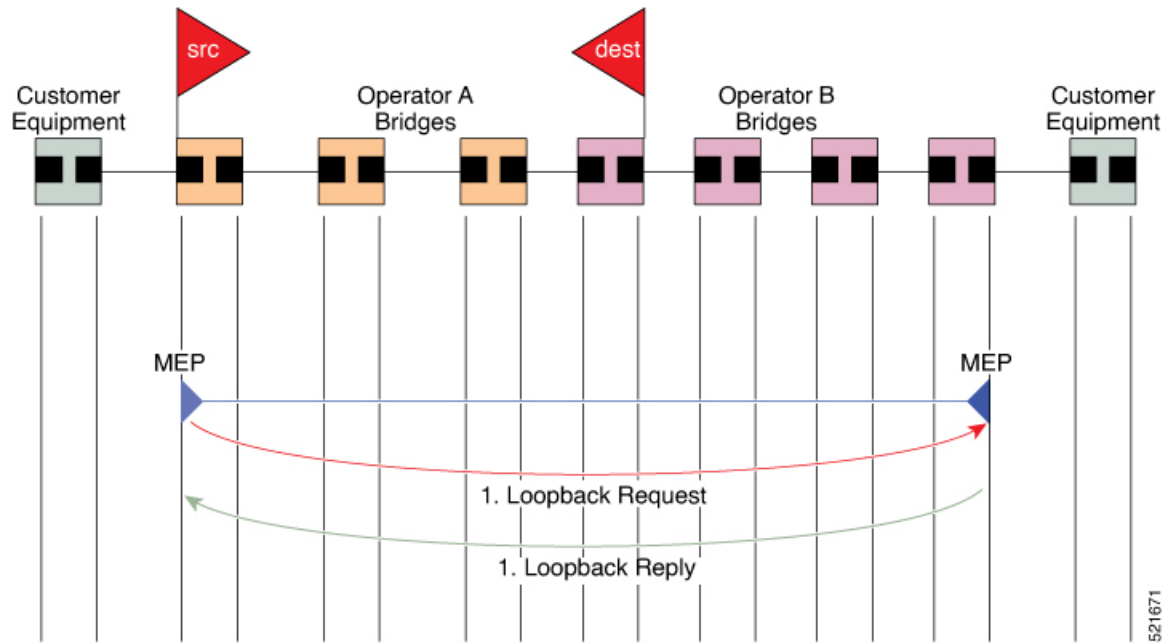 src
dest
Customer
Equipment
Operator A
Bridges
Operator B
Bridges
Customer
Equipment
MEP
MEP
1. Loopback Request
1. Loopback Reply
521671